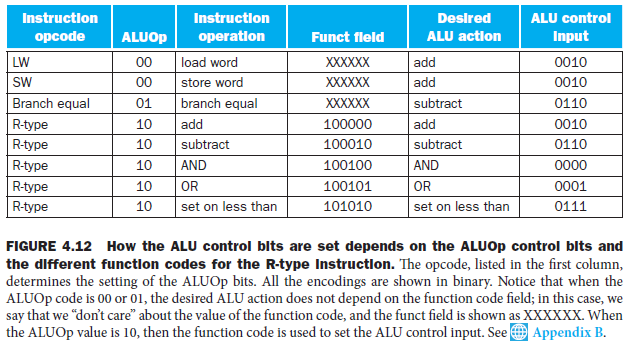 Instruction opcode ALUOp Instruction operation Funct field Desired ALU action ALU control input
LW 00 load word XXXXXX add 0010
SW 00 store word XXXXXX add 0010
Branch equal 01 branch equal XXXXXX subtract 0110
R-type 10 add 100000 add 0010
R-type 10 subtract 100010 subtract 0110
R-type 10 AND 100100 AND 0000
R-type 10 OR 100101 OR 0001
R-type 10 set on less than 101010 set on less than 0111
FIGURE 4.12 How the ALU control bits are set depends on the ALUOp control bits and
the different function codes for the R-type instruction. The opcode, listed in the first column,
determines the setting of the ALUOp bits. All the encodings are shown in binary. Notice that when the
ALUOp code is 00 or 01, the desired ALU action does not depend on the function code field; in this case, we
say that we “don’t care” about the value of the function code, and the funct field is shown as XXXXXX. When
the ALUOp value is 10, then the function code is used to set the ALU control input. See Appendix B.